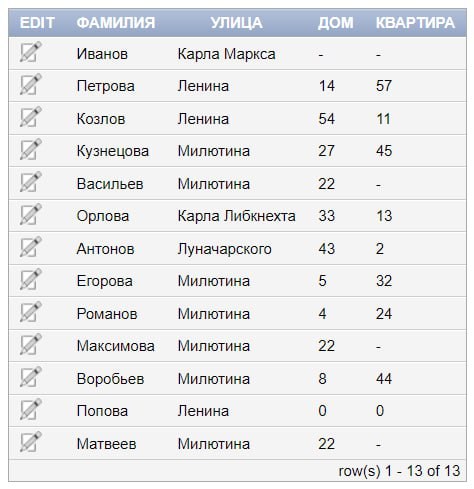 EDIT ФАМИЛИЯ УЛИЦА ДОМ КВАРТИРА
Иванов Карла Маркса - -
Петрова Ленина 14 57
Козлов Ленина 54 11
Кузнецова Милютина 27 45
Васильев Милютина 22 -
Орлова Карла Либкнехта 33 13
Антонов Луначарского 43 2
Егорова Милютина 5 32
Романов Милютина 4 24
Максимова Милютина 22 -
Воробьев Милютина 8 44
Попова Ленина 0 0
Матвеев Милютина 22 -
row(s) 1 - 13 of 13